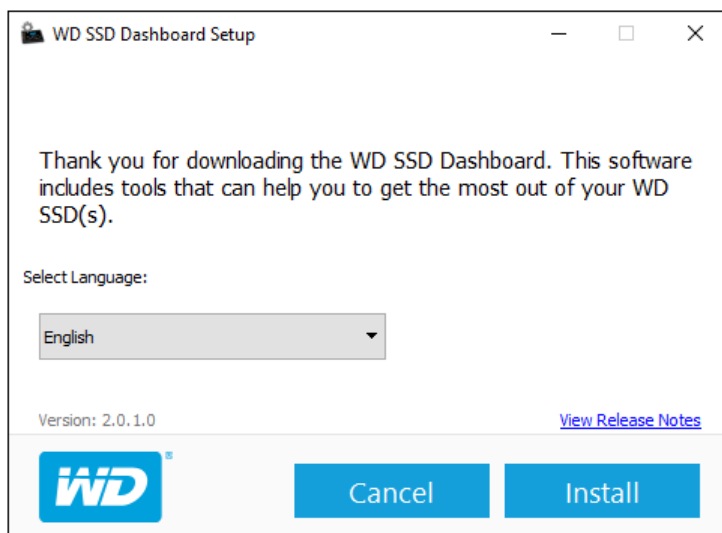 WD SSD Dashboard Setup
Thank you for downloading the WD SSD Dashboard. This software
includes tools that can help you to get the most out of your WD
SSD(s).
Select Language:
English
Version: 2.0.1.0
View Release Notes
WD®
Cancel
Install